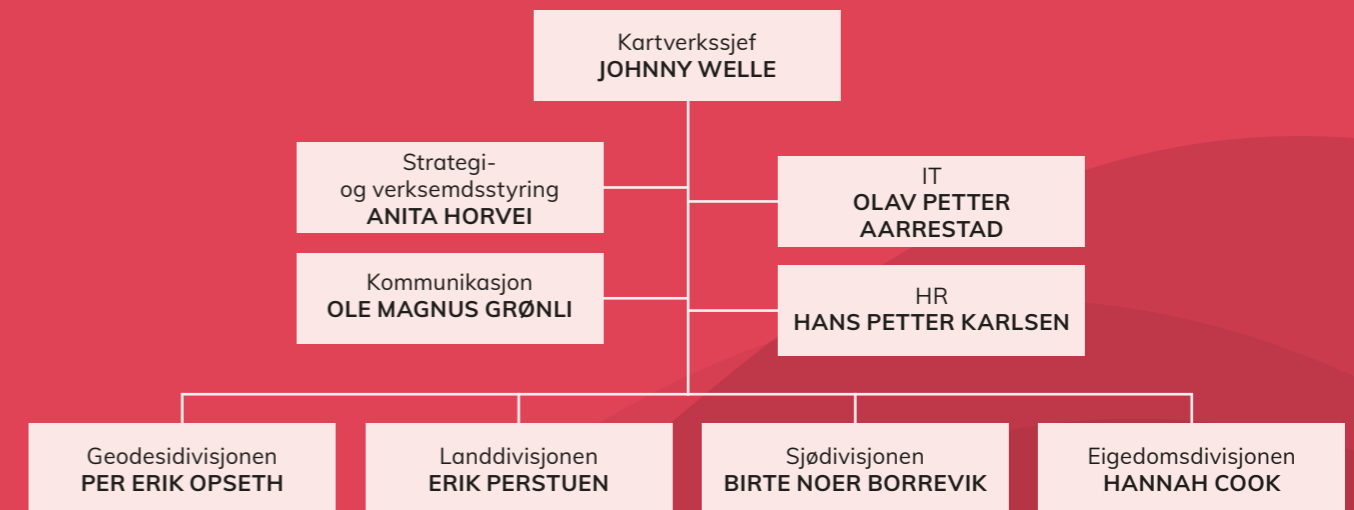 Kartverkssjef
JOHNNY WELLE
Strategi-
og verksemdsstyring
ANITA HORVEI
IT
OLAV PETTER
AARRESTAD
Kommunikasjon
OLE MAGNUS GRØNLI
HR
HANS PETTER KARLSEN
Geodesidivisjonen
PER ERIK OPSETH
Landdivisjonen
ERIK PERSTUEN
Sjødivisjonen
BIRTE NOER BORREVIK
Eigedomsdivisjonen
HANNAH COOK